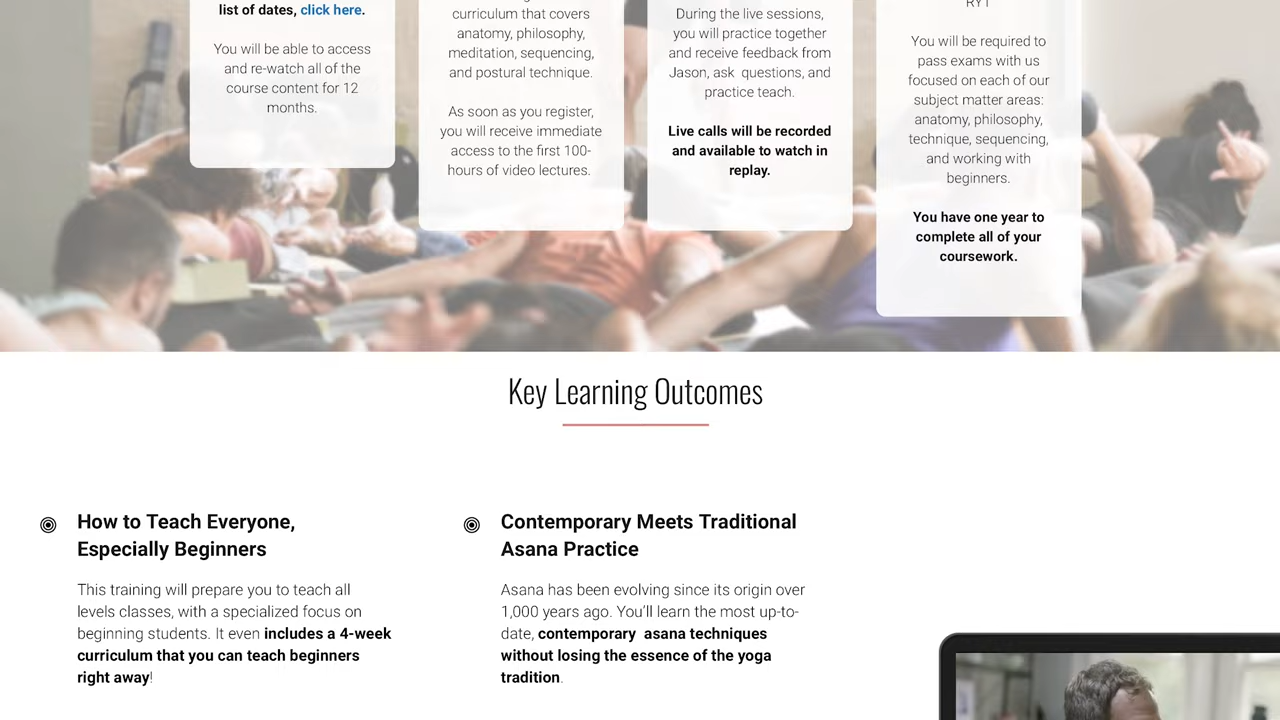 list of dates, click here.
You will be able to access
and re-watch all of the
course content for 12
months.
curriculum that covers
anatomy, philosophy,
meditation, sequencing,
and postural technique.
As soon as you register,
you will receive immediate
access to the first 100-
hours of video lectures.
During the live sessions,
you will practice together
and receive feedback from
Jason, ask questions, and
practice teach.
Live calls will be recorded
and available to watch in
replay.
RYT
You will be required to
pass exams with us
focused on each of our
subject matter areas:
anatomy, philosophy,
technique, sequencing,
and working with
beginners.
You have one year to
complete all of your
coursework.
Key Learning Outcomes
How to Teach Everyone,
Especially Beginners
This training will prepare you to teach all
levels classes, with a specialized focus on
beginning students. It even includes a 4-week
curriculum that you can teach beginners
right away!
Contemporary Meets Traditional
Asana Practice
Asana has been evolving since its origin over
1,000 years ago. You'll learn the most up-to-
date, contemporary asana techniques
without losing the essence of the yoga
tradition.